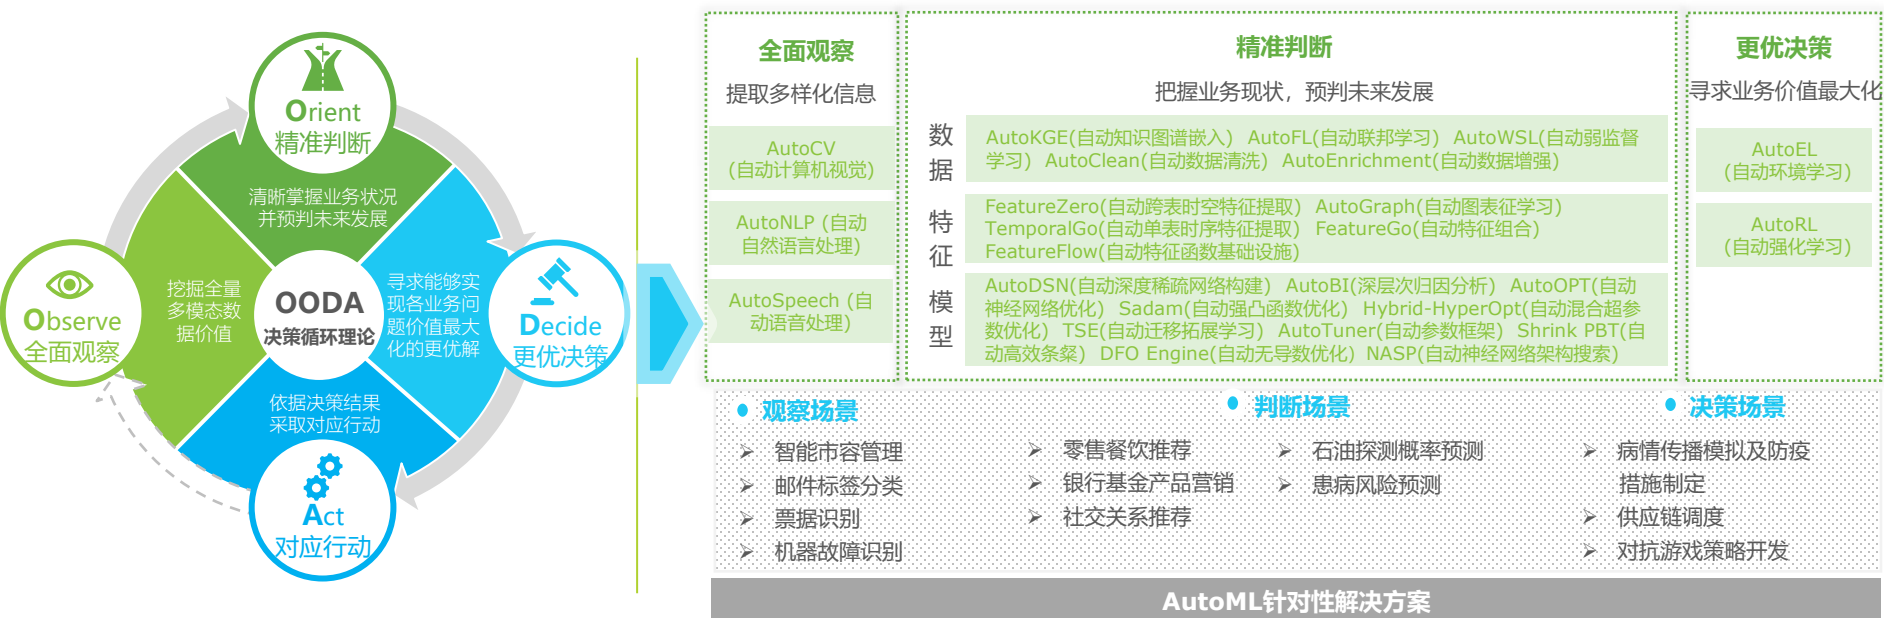 Orient
精准判断
清晰掌握业务状况
并预判未来发展
Observe
全面观察
挖掘全量
多模态数
据价值
OODA
决策循环理论
寻求能够实
现各业务问
题价值最大
化的更优解
Decide
更优决策
依据决策结果
采取对应行动
Act
对应行动
全面观察
提取多样化信息
AutoCV
(自动计算机视觉)
AutoNLP (自动
自然语言处理)
AutoSpeech (自
动语音处理)
精准判断
把握业务现状，预判未来发展
数
据
AutoKGE(自动知识图谱嵌入) AutoFL(自动联邦学习) AutoWSL(自动弱监督
学习) AutoClean(自动数据清洗) AutoEnrichment(自动数据增强)
特
征
FeatureZero(自动跨表时空特征提取) AutoGraph(自动图表征学习)
TemporalGo(自动单表时序特征提取) FeatureGo(自动特征组合)
FeatureFlow(自动特征函数基础设施)
模
型
AutoDSN(自动深度稀疏网络构建) AutoBI(深层次归因分析) AutoOPT(自动
神经网络优化) Sadam(自动强凸函数优化) Hybrid-HyperOpt(自动混合超参
数优化) TSE(自动迁移拓展学习) AutoTuner(自动参数框架) Shrink PBT(自
动高效条粲) DFO Engine(自动无导数优化) NASP(自动神经网络架构搜索)
更优决策
寻求业务价值最大化
AutoEL
(自动环境学习)
AutoRL
(自动强化学习)
• 观察场景
➢ 智能市容管理
➢ 邮件标签分类
➢ 票据识别
➢ 机器故障识别
• 判断场景
➢ 零售餐饮推荐
➢ 银行基金产品营销
➢ 社交关系推荐
➢ 石油探测概率预测
➢ 患病风险预测
• 决策场景
➢ 病情传播模拟及防疫
措施制定
➢ 供应链调度
➢ 对抗游戏策略开发
AutoML针对性解决方案